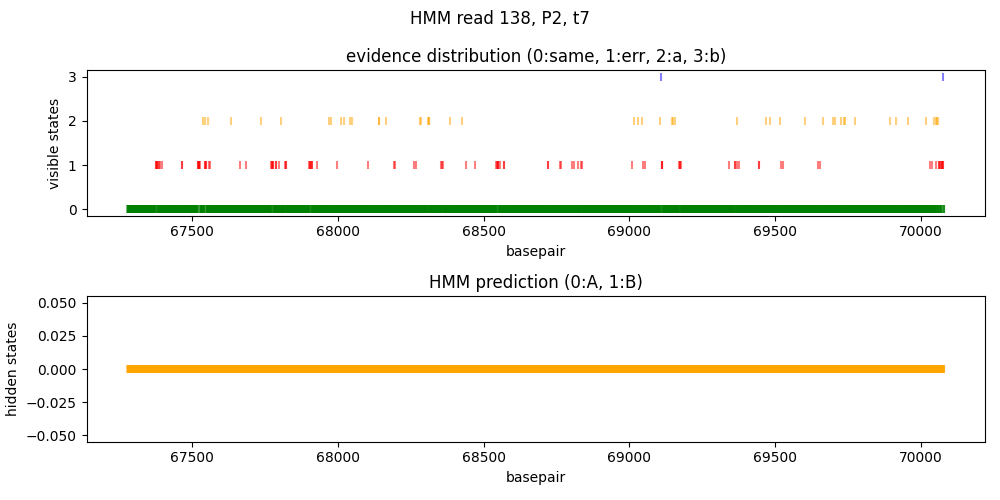 HMM read 138, P2, t7
evidence distribution (0:same, 1:err, 2:a, 3:b)
visible states
3
2
1
0
67500 68000 68500 69000 69500 70000
basepair
HMM prediction (0:A, 1:B)
hidden states
0.050
0.025
0.000
−0.025
−0.050
67500 68000 68500 69000 69500 70000
basepair